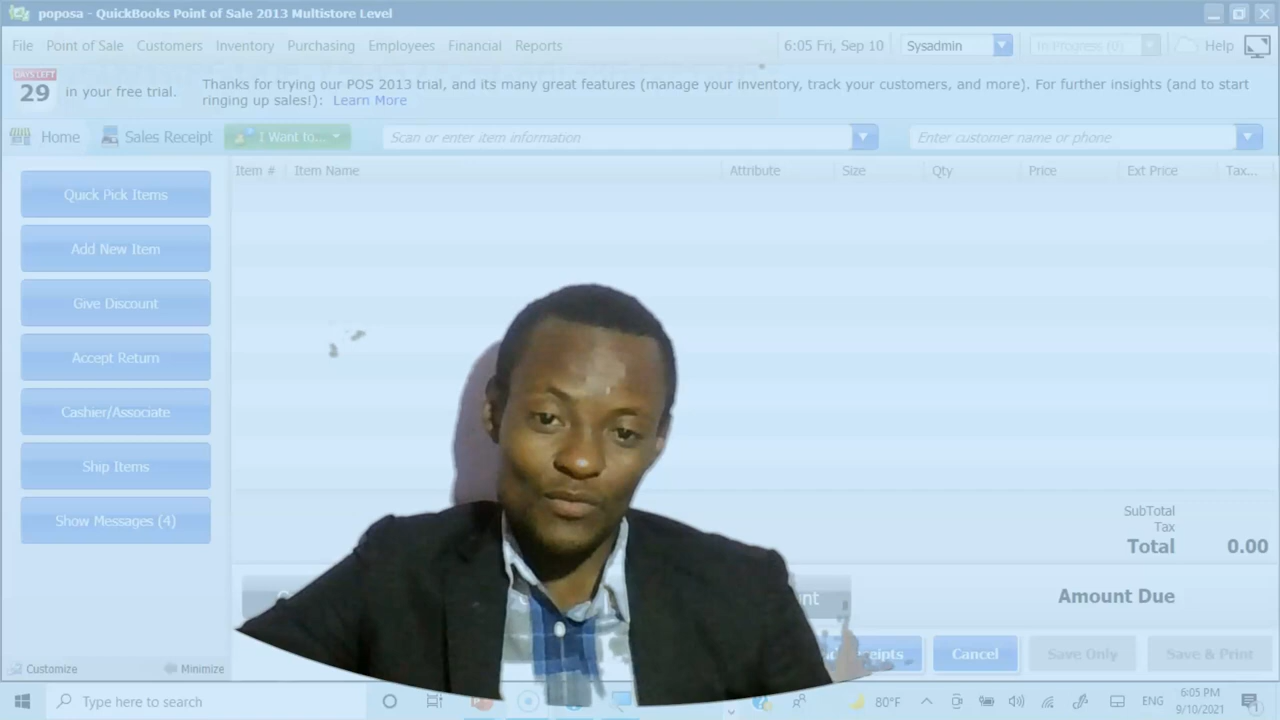 poposa - QuickBooks Point of Sale 2013 Multistore Level
File Point of Sale Customers Inventory Purchasing Employees Financial Reports 6:05 Fri, Sep 10 Sysadmin In Progress (0) Help
DAYS LEFT
29 in your free trial.
Thanks for trying our POS 2013 trial, and its many great features (manage your inventory, track your customers, and more). For further insights (and to start
ringing up sales!): Learn More
Home Sales Receipt I Want to... Scan or enter item information Enter customer name or phone
Item # Item Name Attribute Size Qty Price Ext Price Tax...
Quick Pick Items
Add New Item
Give Discount
Accept Return
Cashier/Associate
Ship Items
Show Messages (4)
SubTotal
Tax
Total 0.00
Amount Due
Cancel Save Only Save & Print
Customize Minimize
Type here to search 80°F ENG 6:05 PM
9/10/2021